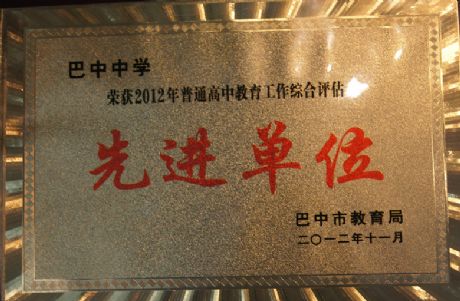 巴中中学
荣获2012年普通高中教育工作综合评估
先进单位
巴中市教育局
二〇一二年十一月